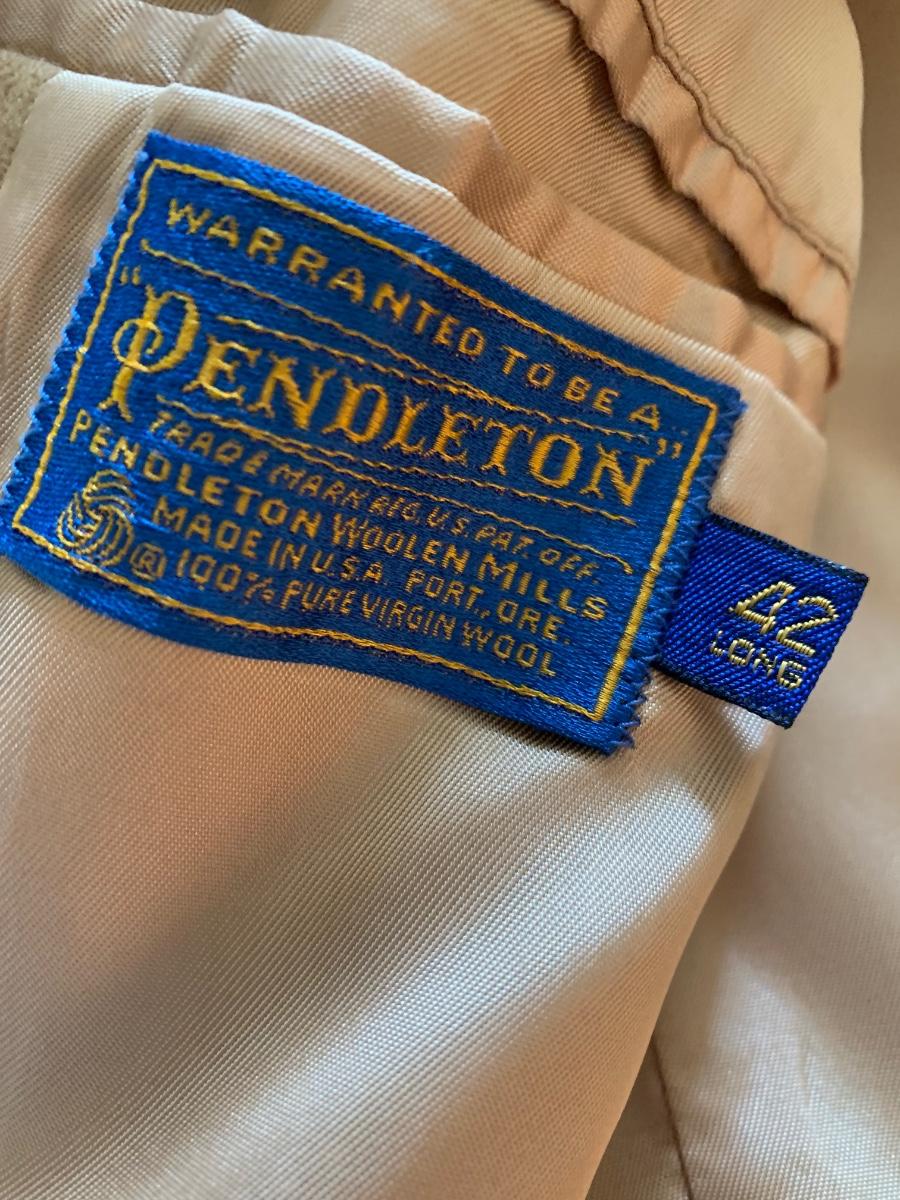 WARRANTED TO BE A
"PENDLETON"
TRADE MARK REG. U.S. PAT. OFF.
PENDLETON WOOLEN MILLS
MADE IN U.S.A. PORT., ORE.
® 100% PURE VIRGIN WOOL
42
LONG